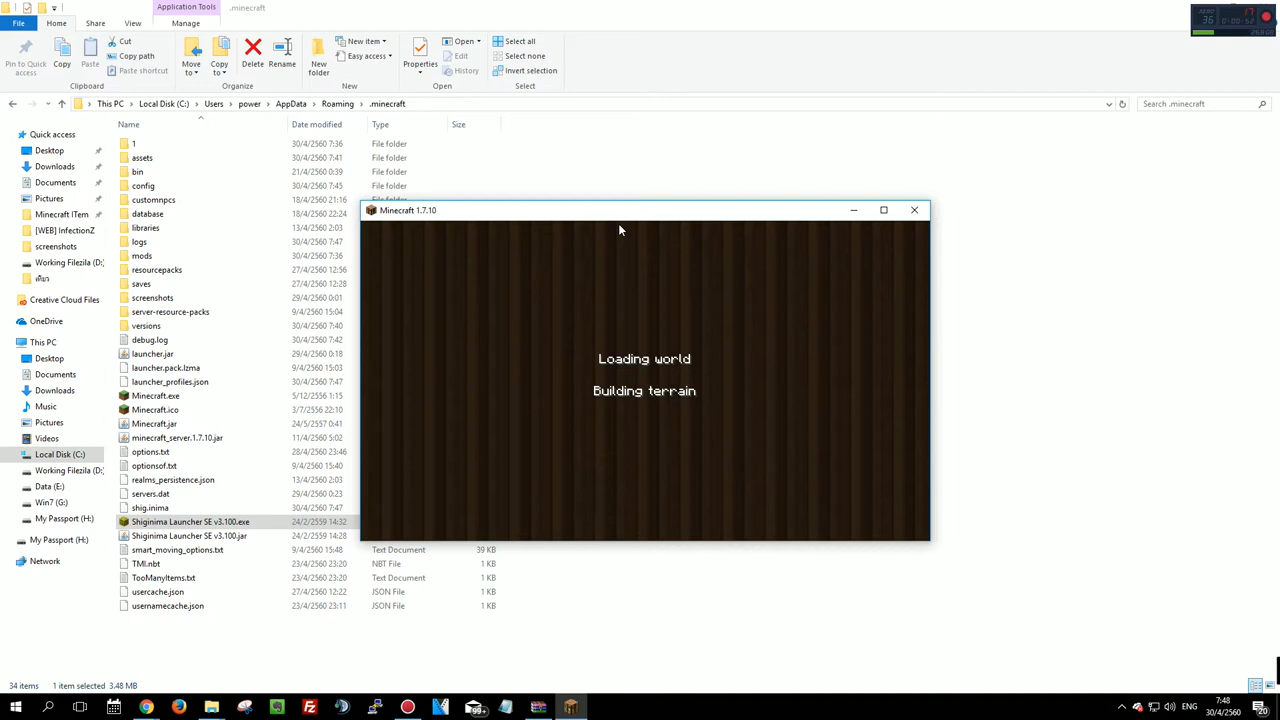 Application Tools
.minecraft
File
Home
Share
View
Manage
Pin to Quick access
Copy
Paste
Cut
Copy path
Paste shortcut
Clipboard
Move to
Copy to
Delete
Rename
Organize
New folder
New item
Easy access
New
Properties
Open
Edit
History
Open
Select all
Select none
Invert selection
Select
This PC > Local Disk (C:) > Users > power > AppData > Roaming > .minecraft
Search .minecraft
Name
Date modified
Type
Size
Quick access
Desktop
Downloads
Documents
Pictures
Minecraft ITem
[WEB] InfectionZ
screenshots
Working Filezila (D:)
Creative Cloud Files
OneDrive
This PC
Desktop
Documents
Downloads
Music
Pictures
Videos
Local Disk (C:)
Working Filezila (D:)
Data (E:)
Win7 (G:)
My Passport (H:)
My Passport (H:)
Network
1 30/4/2560 7:36 File folder
assets 30/4/2560 7:41 File folder
bin 21/4/2560 0:39 File folder
config 30/4/2560 7:45 File folder
customnpcs 18/4/2560 21:16 File folder
database 18/4/2560 22:24
libraries 13/4/2560 2:03
logs 30/4/2560 7:47
mods 30/4/2560 7:36
resourcepacks 27/4/2560 12:56
saves 27/4/2560 12:28
screenshots 29/4/2560 0:01
server-resource-packs 9/4/2560 15:04
versions 30/4/2560 7:40
debug.log 30/4/2560 7:42
launcher.jar 29/4/2560 0:18
launcher.pack.lzma 9/4/2560 15:03
launcher_profiles.json 30/4/2560 7:47
Minecraft.exe 5/12/2556 1:15
Minecraft.ico 3/7/2556 22:10
Minecraft.jar 24/5/2557 0:41
minecraft_server.1.7.10.jar 11/4/2560 5:02
options.txt 28/4/2560 23:46
optionsof.txt 9/4/2560 15:40
realms_persistence.json 13/4/2560 2:03
servers.dat 29/4/2560 0:23
shig.inima 30/4/2560 7:47
Shiginima Launcher SE v3.100.exe 24/2/2559 14:32
Shiginima Launcher SE v3.100.jar 24/2/2559 14:28
smart_moving_options.txt 9/4/2560 15:48 Text Document 39 KB
TMI.nbt 23/4/2560 23:20 NBT File 1 KB
TooManyItems.txt 23/4/2560 23:20 Text Document 1 KB
usercache.json 27/4/2560 12:22 JSON File 1 KB
usernamecache.json 23/4/2560 23:11 JSON File 1 KB
Minecraft 1.7.10
Loading world
Building terrain
34 items 1 item selected 3.48 MB
ENG
7:48
30/4/2560
20